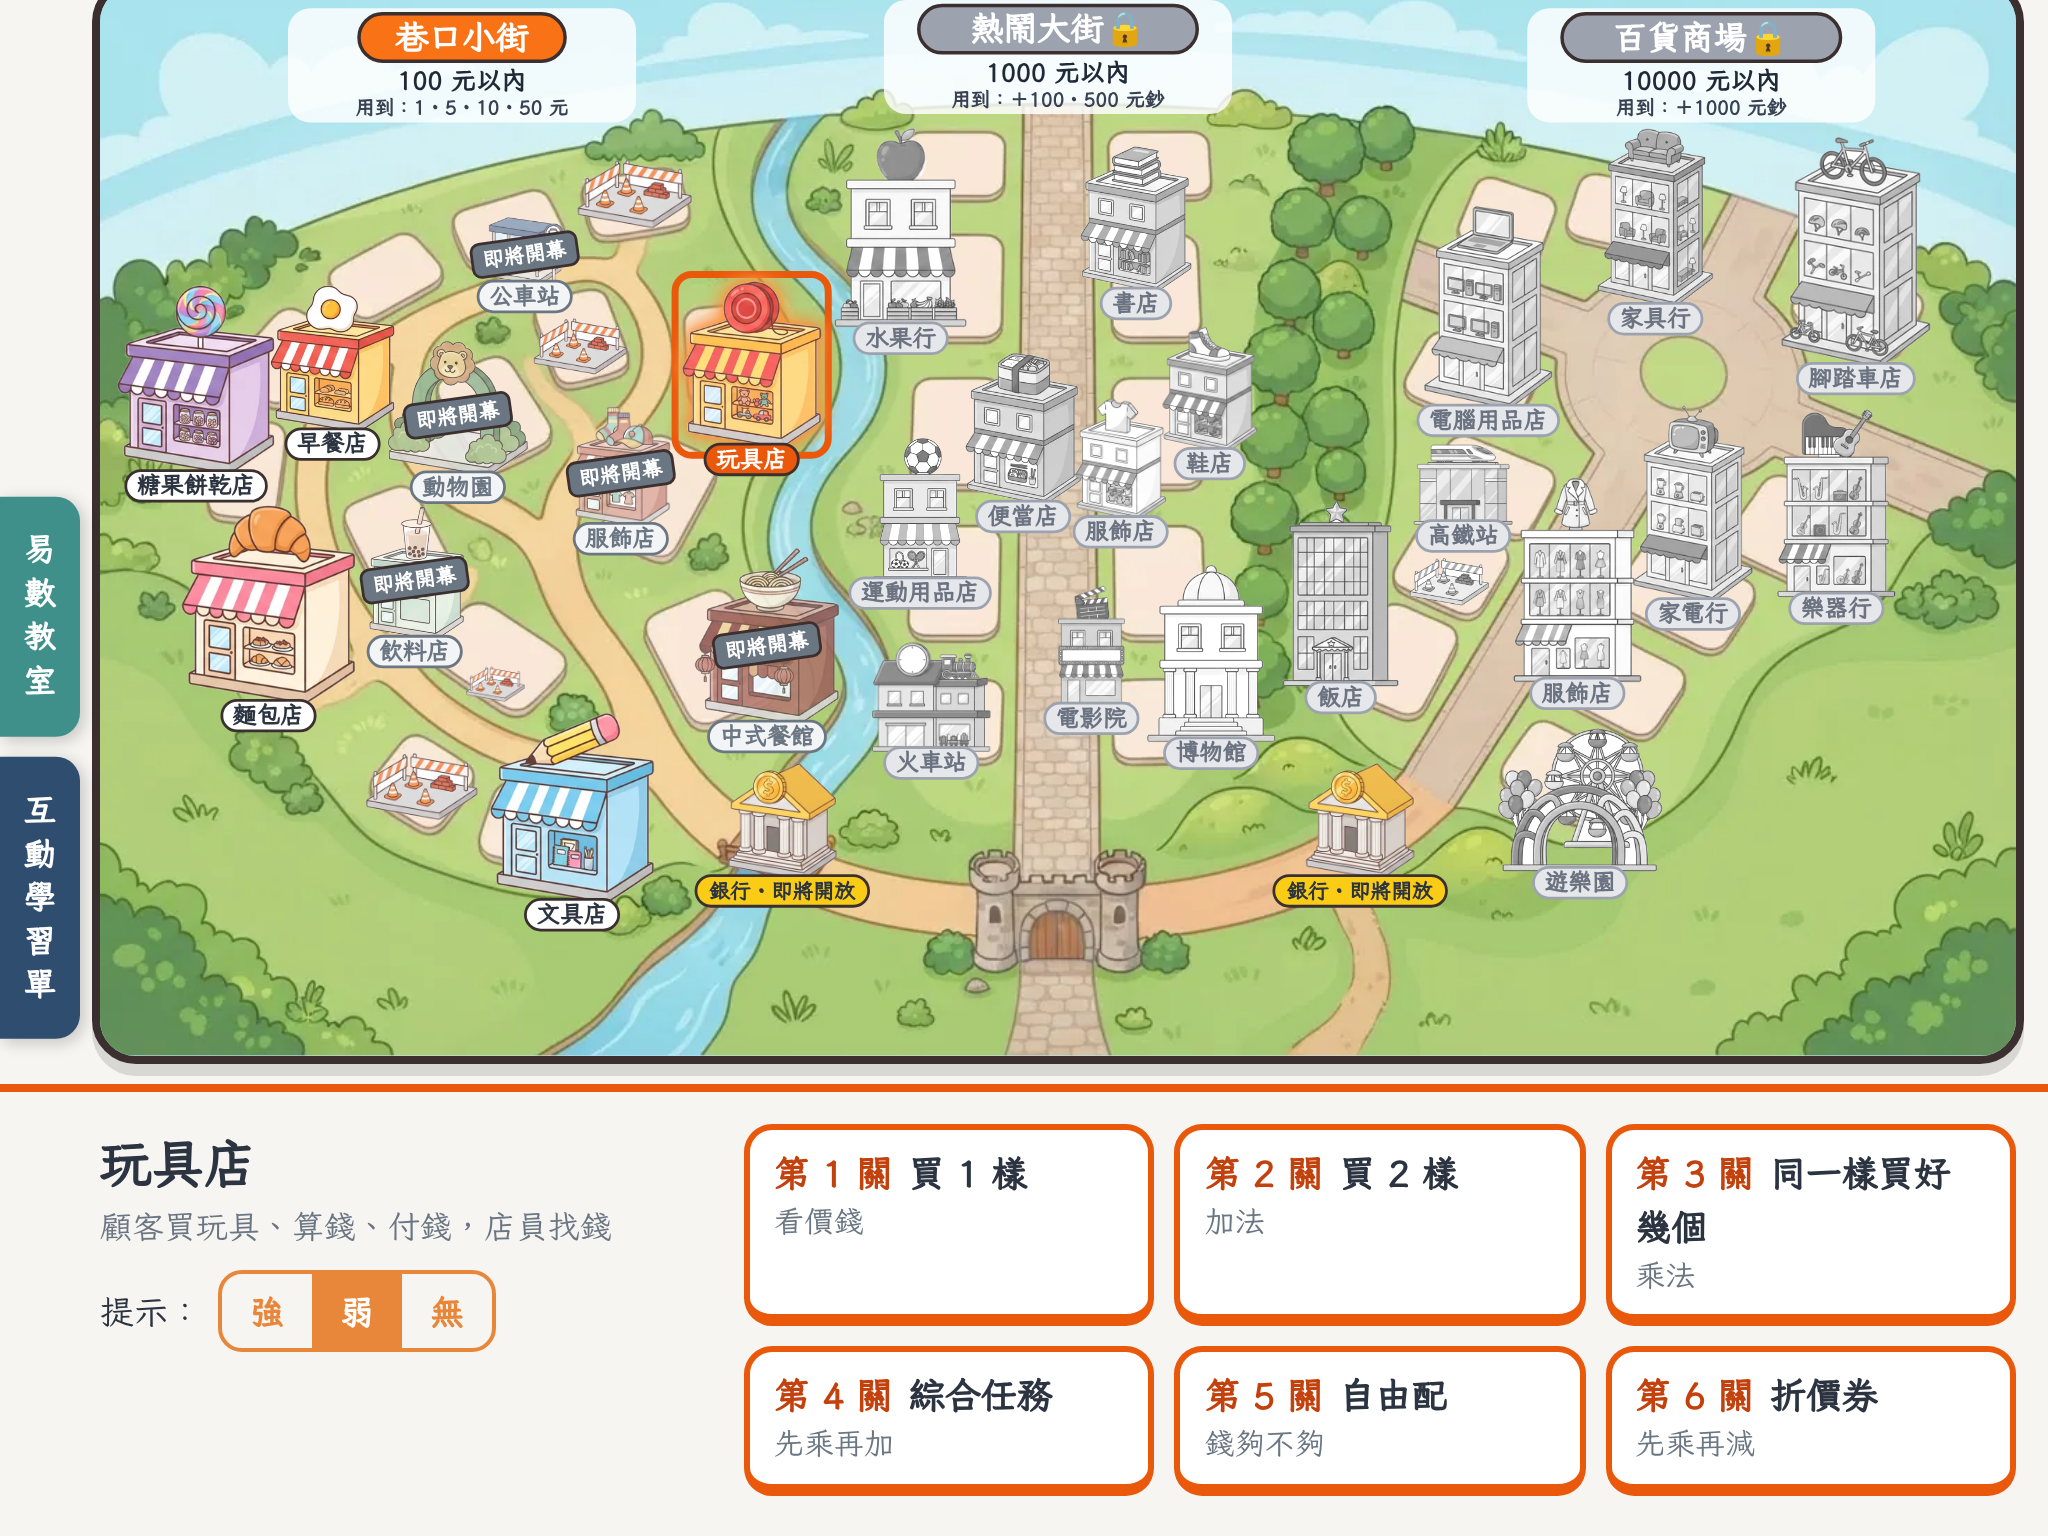 巷口小街
100 元以內
用到：1・5・10・50 元
熱鬧大街
1000 元以內
用到：＋100・500 元鈔
百貨商場
10000 元以內
用到：＋1000 元鈔
即將開幕
公車站
水果行
書店
家具行
腳踏車店
糖果餅乾店
早餐店
即將開幕
動物園
即將開幕
服飾店
玩具店
便當店
服飾店
鞋店
電腦用品店
高鐵站
運動用品店
家電行
樂器行
麵包店
即將開幕
飲料店
即將開幕
中式餐館
火車站
電影院
博物館
飯店
服飾店
文具店
銀行・即將開放
銀行・即將開放
遊樂園
易數教室
互動學習單
玩具店
顧客買玩具、算錢、付錢，店員找錢
提示：
強
弱
無
第 1 關 買 1 樣
看價錢
第 2 關 買 2 樣
加法
第 3 關 同一樣買好
幾個
乘法
第 4 關 綜合任務
先乘再加
第 5 關 自由配
錢夠不夠
第 6 關 折價券
先乘再減